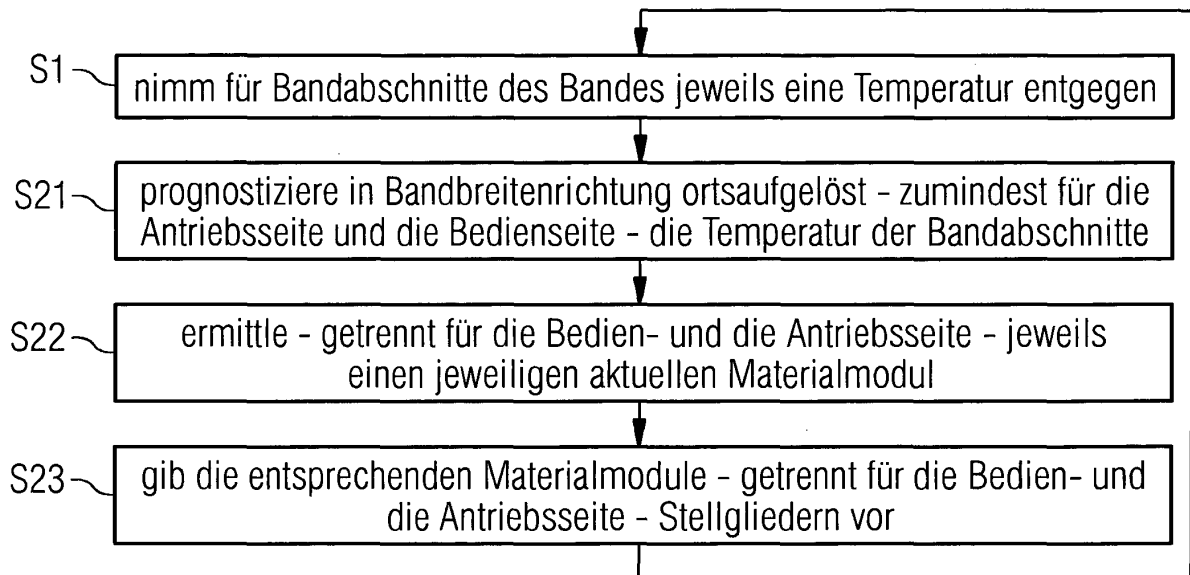 S1
nimm für Bandabschnitte des Bandes jeweils eine Temperatur entgegen
S21
prognostiziere in Bandbreitenrichtung ortsaufgelöst - zumindest für die
Antriebsseite und die Bedienseite - die Temperatur der Bandabschnitte
S22
ermittle - getrennt für die Bedien- und die Antriebsseite - jeweils
einen jeweiligen aktuellen Materialmodul
S23
gib die entsprechenden Materialmodule - getrennt für die Bedien- und
die Antriebsseite - Stellgliedern vor